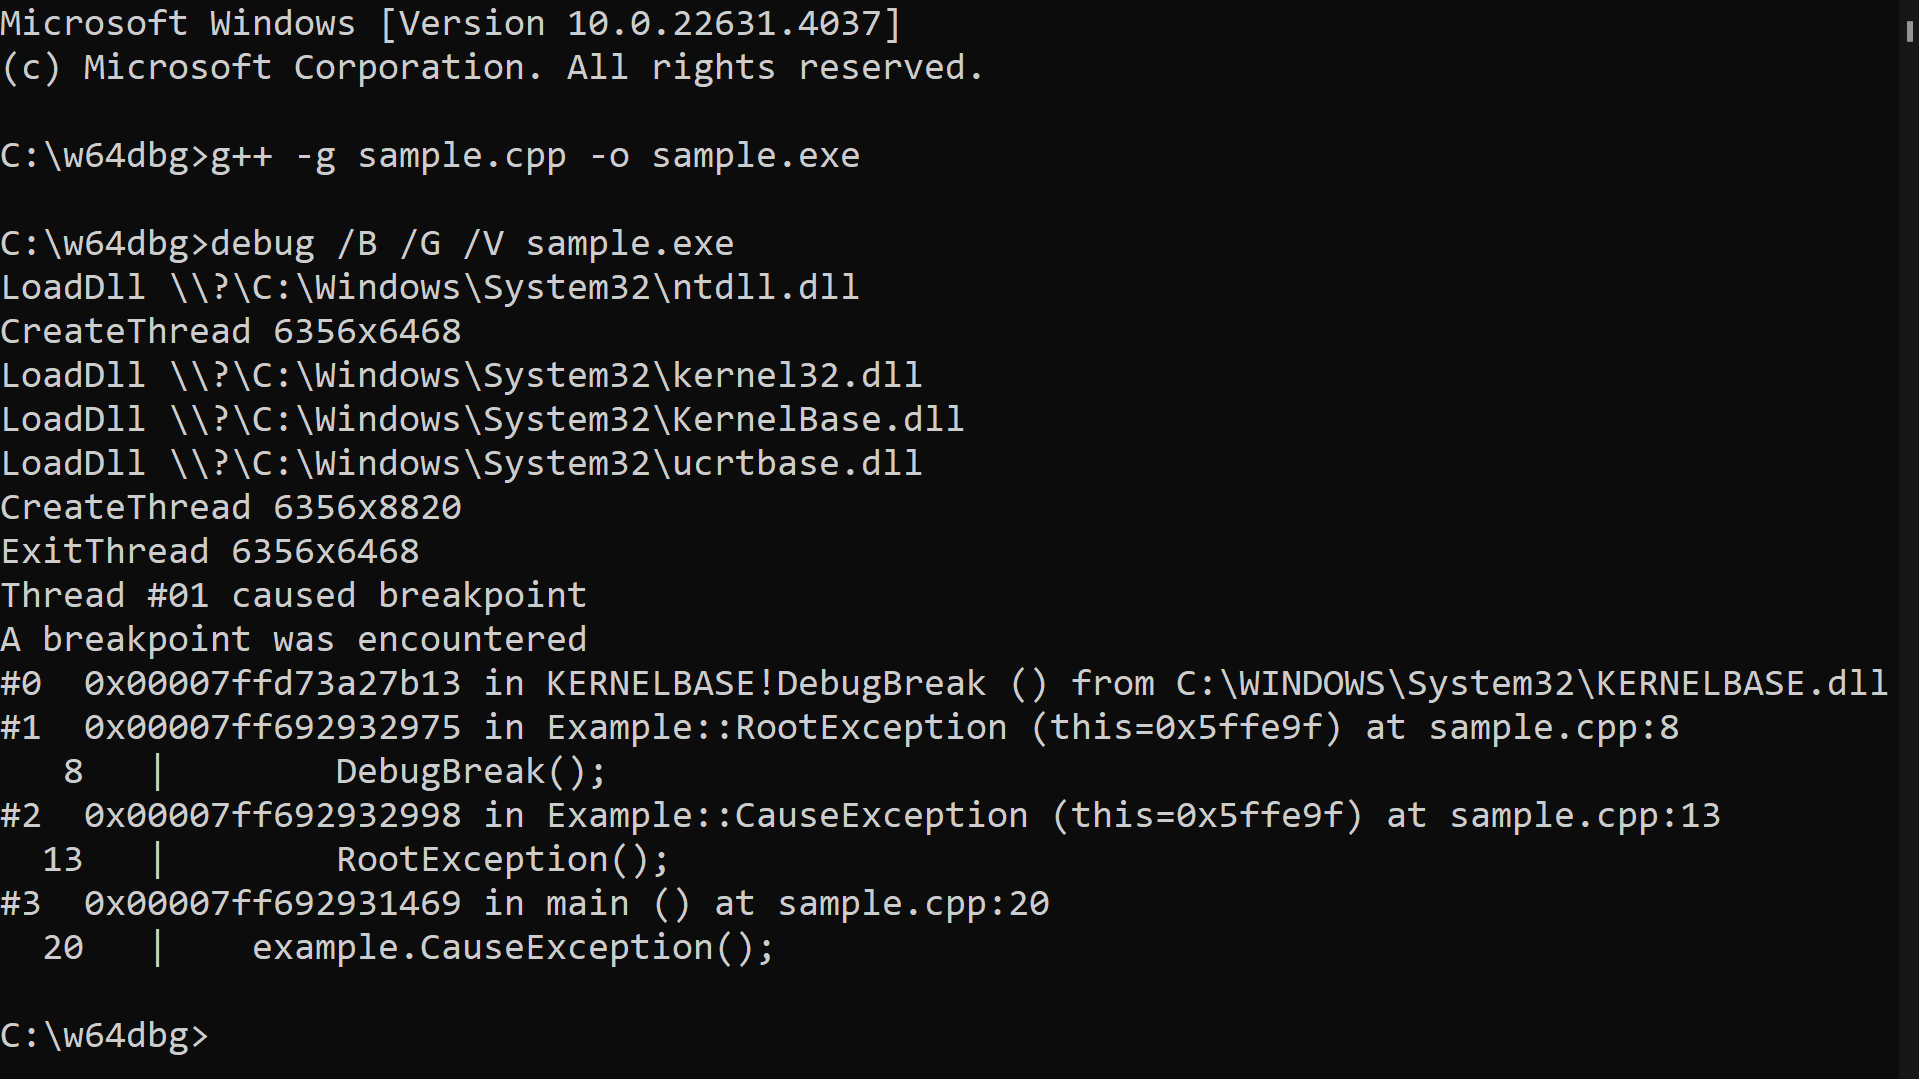 Microsoft Windows [Version 10.0.22631.4037]
(c) Microsoft Corporation. All rights reserved.

C:\w64dbg>g++ -g sample.cpp -o sample.exe

C:\w64dbg>debug /B /G /V sample.exe
LoadDll \\?\C:\Windows\System32\ntdll.dll
CreateThread 6356x6468
LoadDll \\?\C:\Windows\System32\kernel32.dll
LoadDll \\?\C:\Windows\System32\KernelBase.dll
LoadDll \\?\C:\Windows\System32\ucrtbase.dll
CreateThread 6356x8820
ExitThread 6356x6468
Thread #01 caused breakpoint
A breakpoint was encountered
#0  0x00007ffd73a27b13 in KERNELBASE!DebugBreak () from C:\WINDOWS\System32\KERNELBASE.dll
#1  0x00007ff692932975 in Example::RootException (this=0x5ffe9f) at sample.cpp:8
   8   |        DebugBreak();
#2  0x00007ff692932998 in Example::CauseException (this=0x5ffe9f) at sample.cpp:13
  13   |        RootException();
#3  0x00007ff692931469 in main () at sample.cpp:20
  20   |    example.CauseException();

C:\w64dbg>